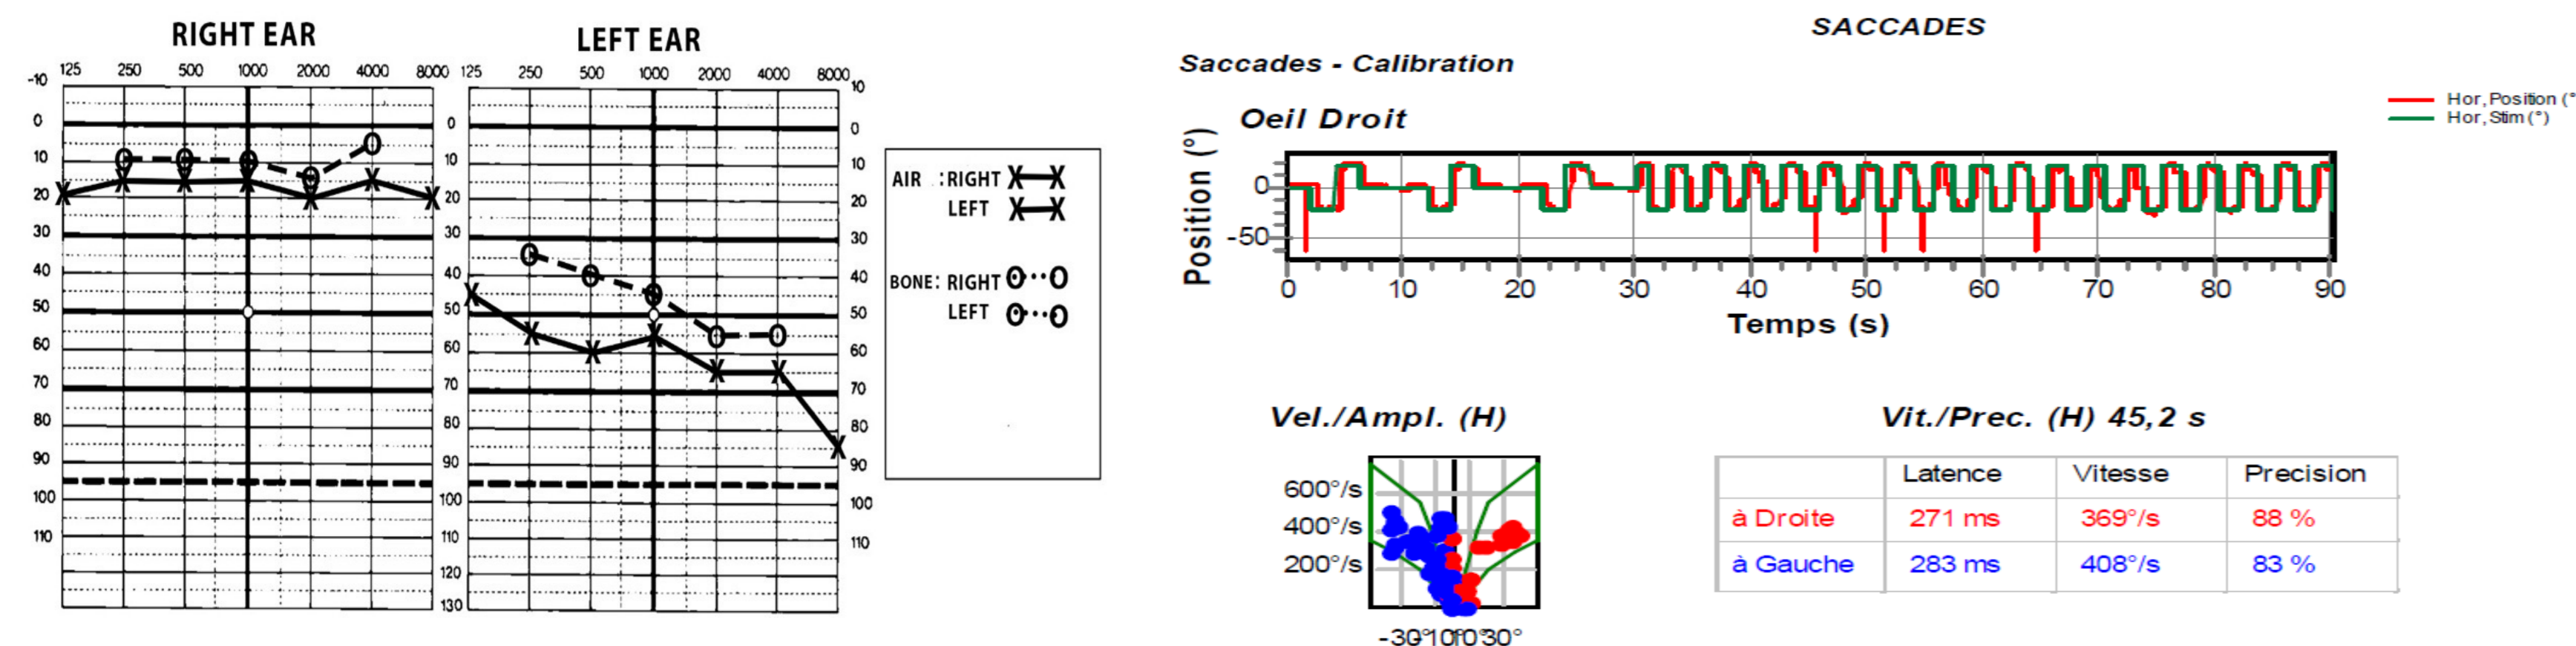 RIGHT EAR
125 250 500 1000 2000 4000 8000
-10
0
10
20
30
40
50
60
70
80
90
100
110
LEFT EAR
125 250 500 1000 2000 4000 8000
0
10
20
30
40
50
60
70
80
90
100
110
120
130
10
0
10
20
30
40
50
60
70
80
90
100
110
AIR : RIGHT X X
LEFT X X
BONE: RIGHT O··O
LEFT O··O
SACCADES
Saccades - Calibration
Hor,Position (°
Hor,Stim (°)
Oeil Droit
Position (°)
0
-50
0 10 20 30 40 50 60 70 80 90
Temps (s)
Vel./Ampl. (H)
600°/s
400°/s
200°/s
-30°-10°10°30°
Vit./Prec. (H) 45,2 s
Latence Vitesse Precision
à Droite 271 ms 369°/s 88 %
à Gauche 283 ms 408°/s 83 %